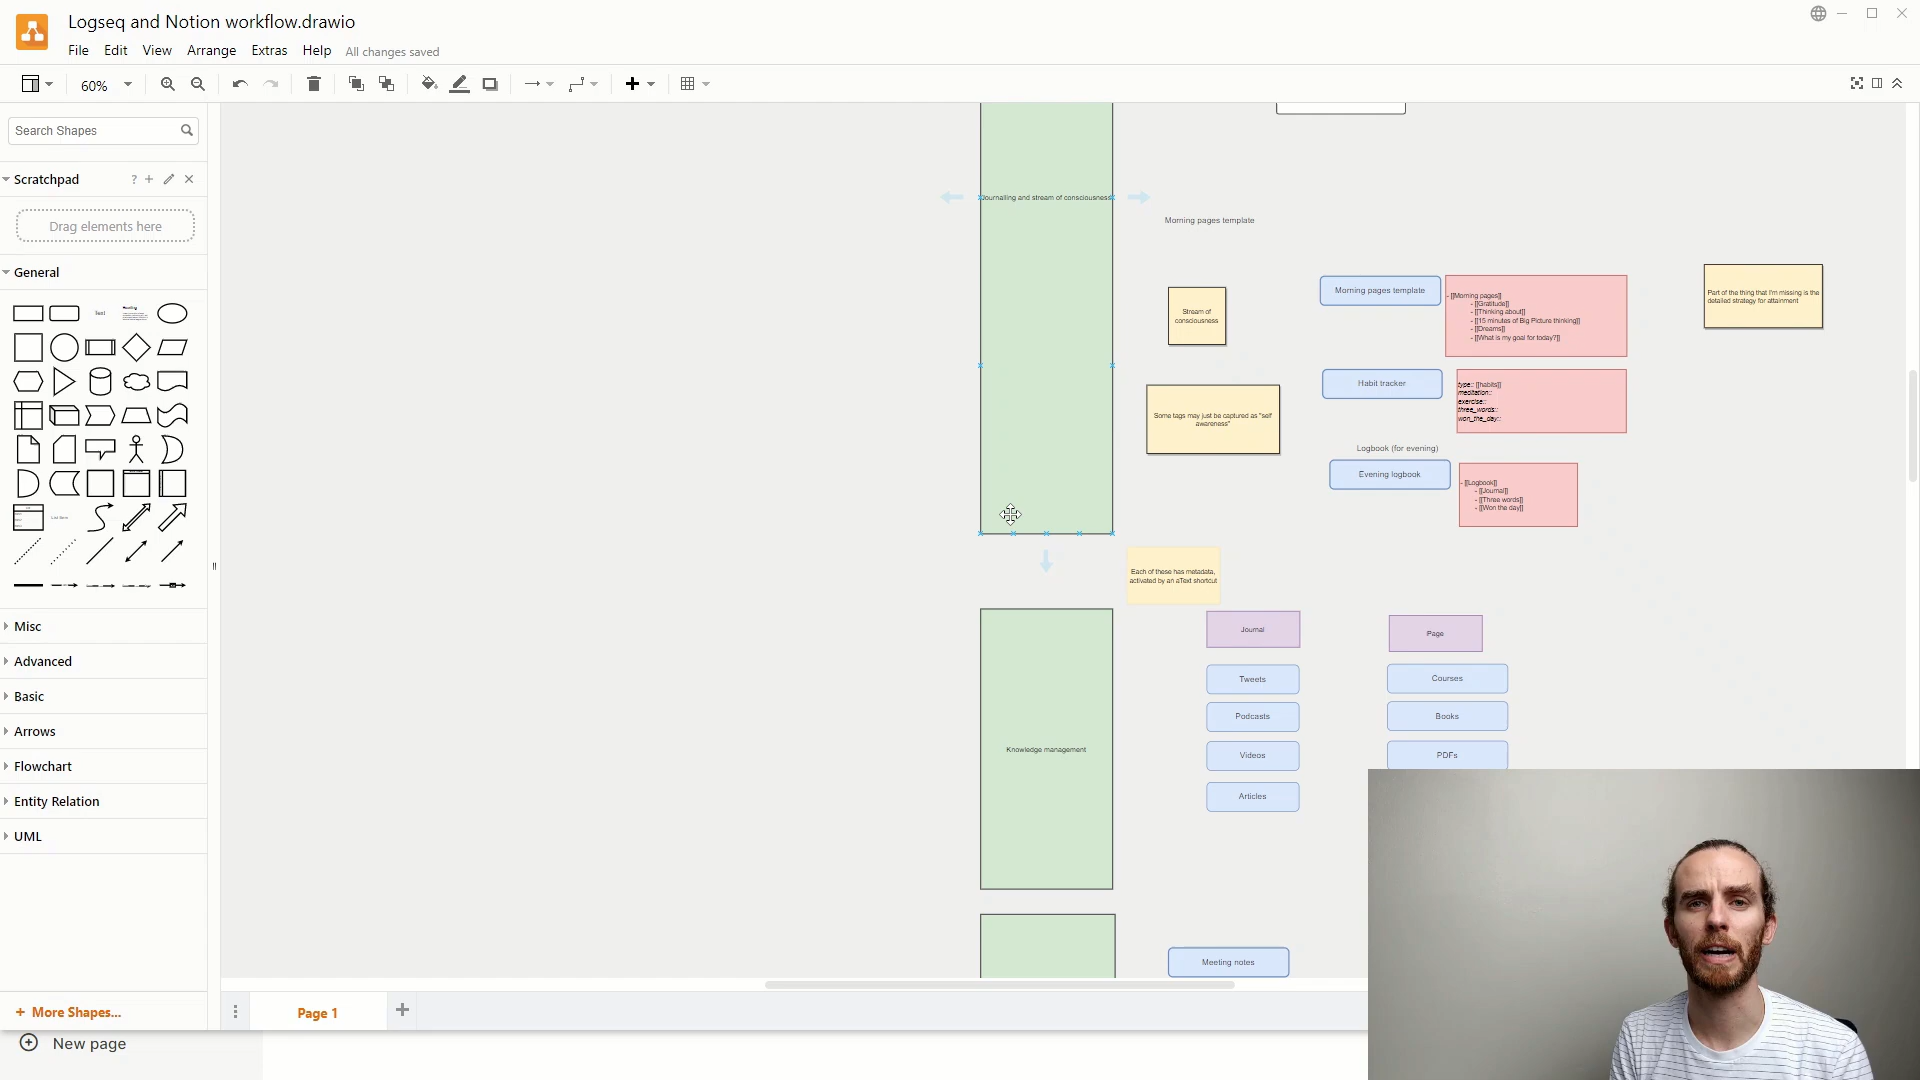 Logseq and Notion workflow.drawio
File Edit View Arrange Extras Help All changes saved
60%
Search Shapes
Scratchpad
?
Drag elements here
General
Text
Heading
List Item
Misc
Advanced
Basic
Arrows
Flowchart
Entity Relation
UML
+ More Shapes...
Page 1
New page
Journalling and stream of consciousness
Morning pages template
Stream of
consciousness
Some tags may just be captured as "self
awareness"
Morning pages template
- [[Morning pages]]
- [[Gratitude]]
- [[Thinking about]]
- [[15 minutes of Big Picture thinking]]
- [[Dreams]]
- [[What is my goal for today?]]
Part of the thing that I'm missing is the
detailed strategy for attainment
Habit tracker
type:: [[habits]]
meditation::
exercise::
three_words::
won_the_day::
Logbook (for evening)
Evening logbook
- [[Logbook]]
- [[Journal]]
- [[Three words]]
- [[Won the day]]
Each of these has metadata,
activated by an aText shortcut
Knowledge management
Journal
Tweets
Podcasts
Videos
Articles
Page
Courses
Books
PDFs
Meeting notes